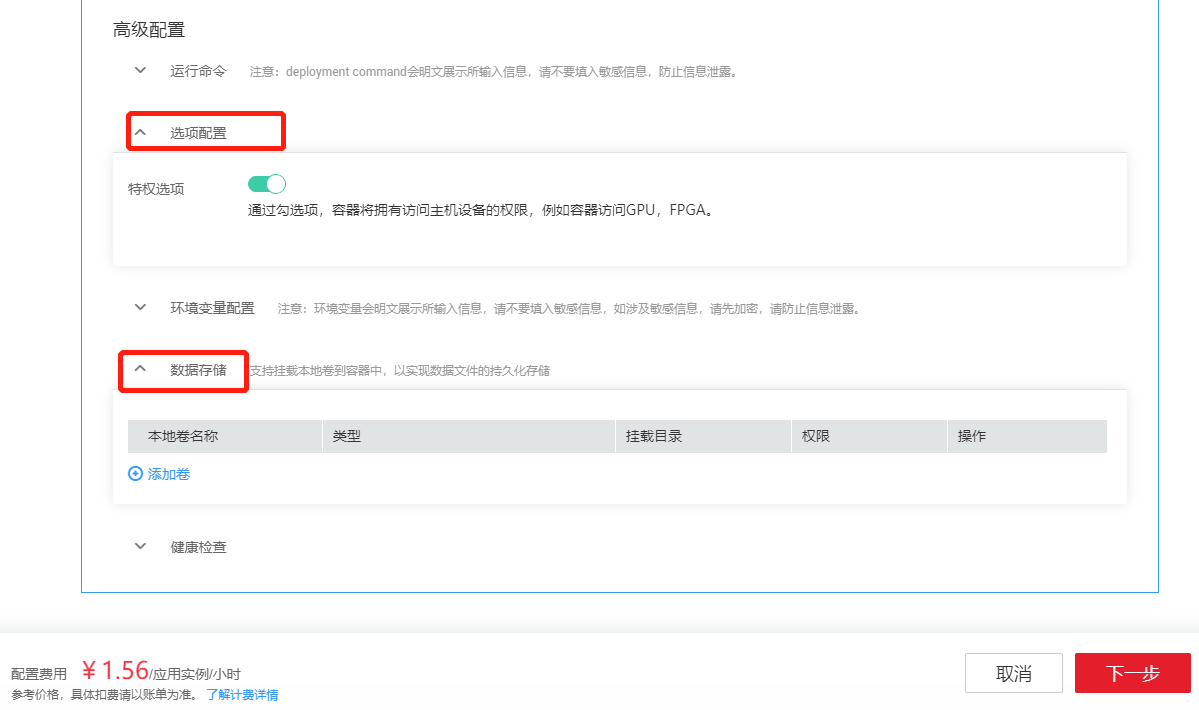 高级配置
运行命令 注意：deployment command会明文展示所输入信息，请不要填入敏感信息，防止信息泄露。
选项配置
特权选项
通过勾选项，容器将拥有访问主机设备的权限，例如容器访问GPU，FPGA。
环境变量配置 注意：环境变量会明文展示所输入信息，请不要填入敏感信息，如涉及敏感信息，请先加密，请防止信息泄露。
数据存储 支持挂载本地卷到容器中，以实现数据文件的持久化存储
本地卷名称 类型 挂载目录 权限 操作
添加卷
健康检查
配置费用 ￥1.56/应用实例/小时
参考价格，具体扣费请以账单为准。 了解计费详情
取消 下一步